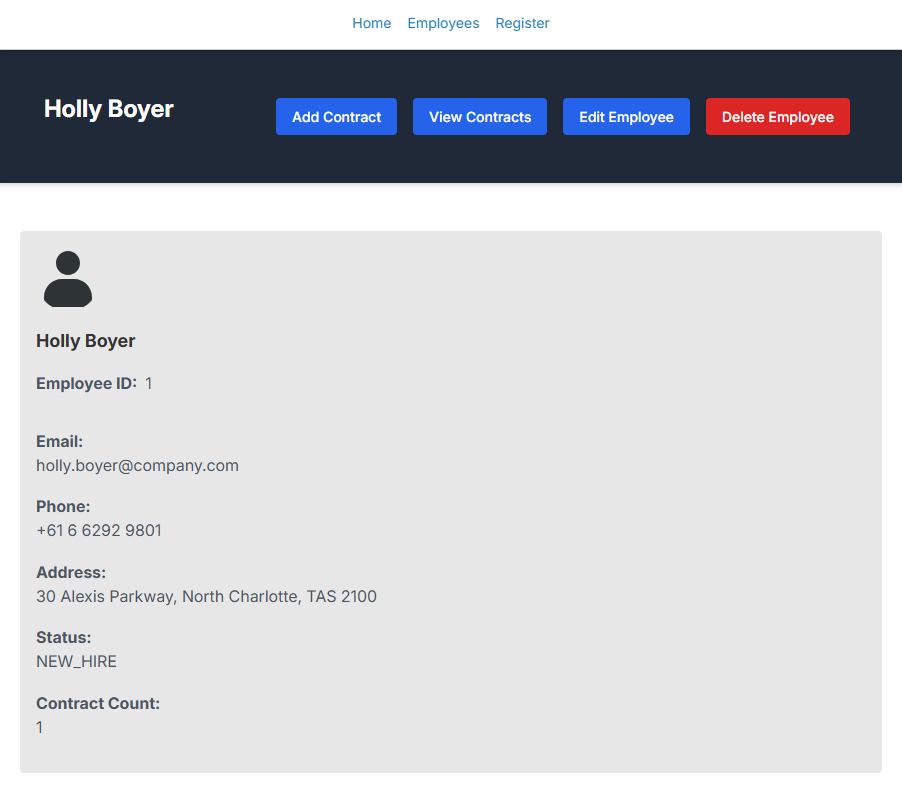 Home Employees Register
Holly Boyer
Add Contract View Contracts Edit Employee Delete Employee
Holly Boyer
Employee ID: 1
Email:
holly.boyer@company.com
Phone:
+61 6 6292 9801
Address:
30 Alexis Parkway, North Charlotte, TAS 2100
Status:
NEW_HIRE
Contract Count:
1